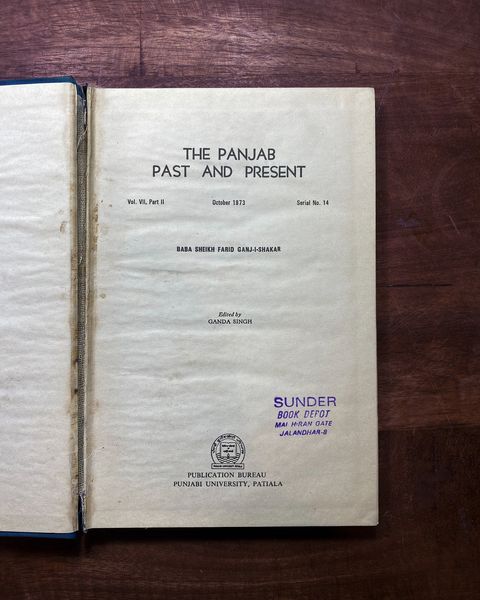 THE PANJAB
PAST AND PRESENT
Vol. VII, Part II October 1973 Serial No. 14
BABA SHEIKH FARID GANJ-I-SHAKAR
Edited by
GANDA SINGH
SUNDER
BOOK DEPOT
MAI HIRAN GATE
JALANDHAR-8
PUBLICATION BUREAU
PUNJABI UNIVERSITY, PATIALA